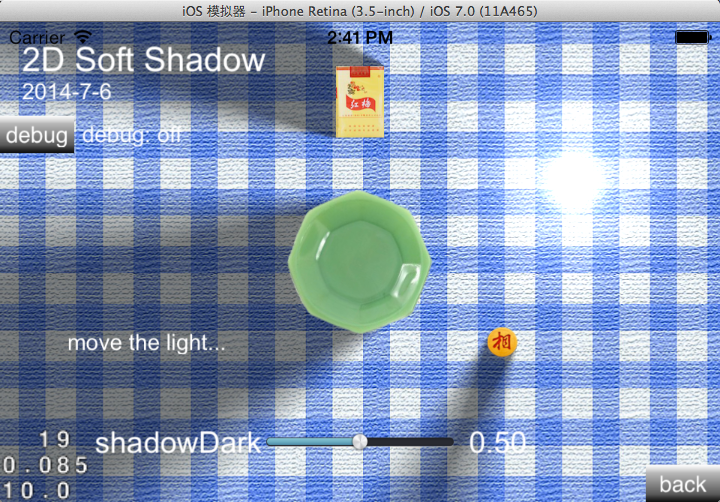 iOS 模拟器 - iPhone Retina (3.5-inch) / iOS 7.0 (11A465)
Carrier 2:41 PM
2D Soft Shadow
2014-7-6
红梅
debug debug: off
move the light...
相
19
shadowDark 0.50
0.085
10.0
back